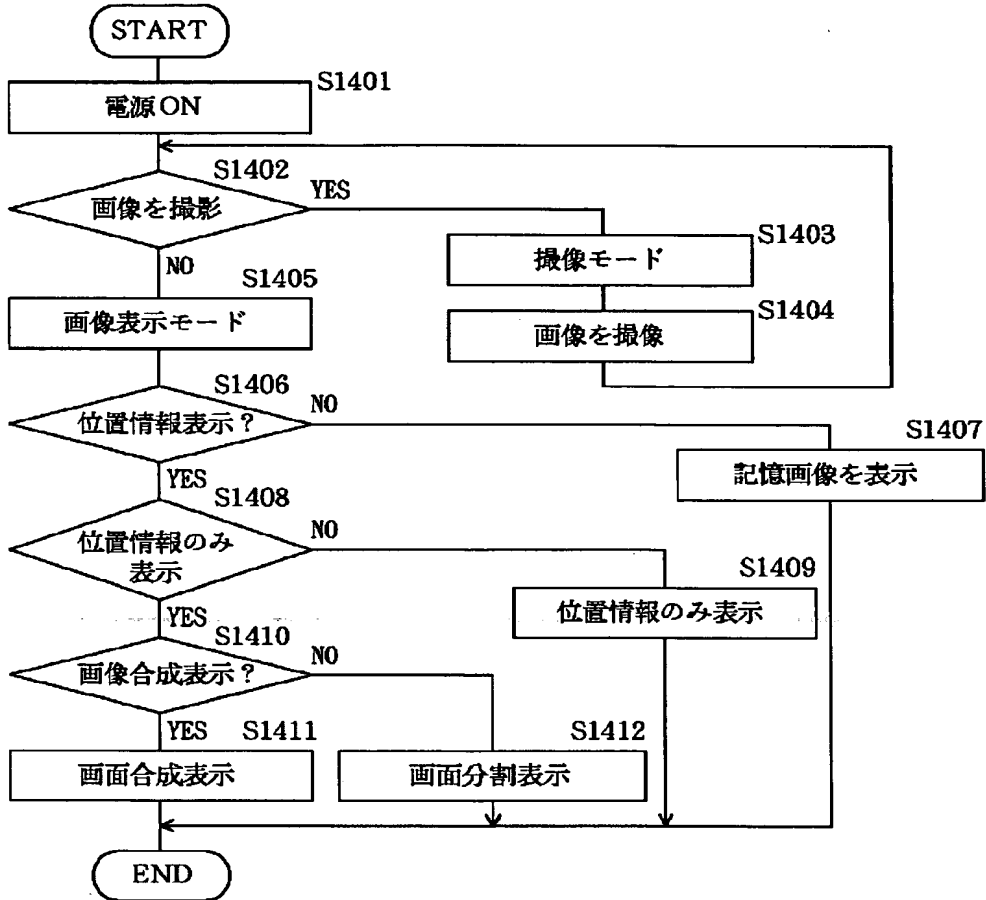 START
S1401
電源ON
S1402
画像を撮影
YES
NO
S1403
撮像モード
S1404
画像を撮像
S1405
画像表示モード
S1406
位置情報表示?
NO
YES
S1407
記憶画像を表示
S1408
位置情報のみ
表示
NO
YES
S1409
位置情報のみ表示
S1410
画像合成表示?
NO
YES
S1411
画面合成表示
S1412
画面分割表示
END